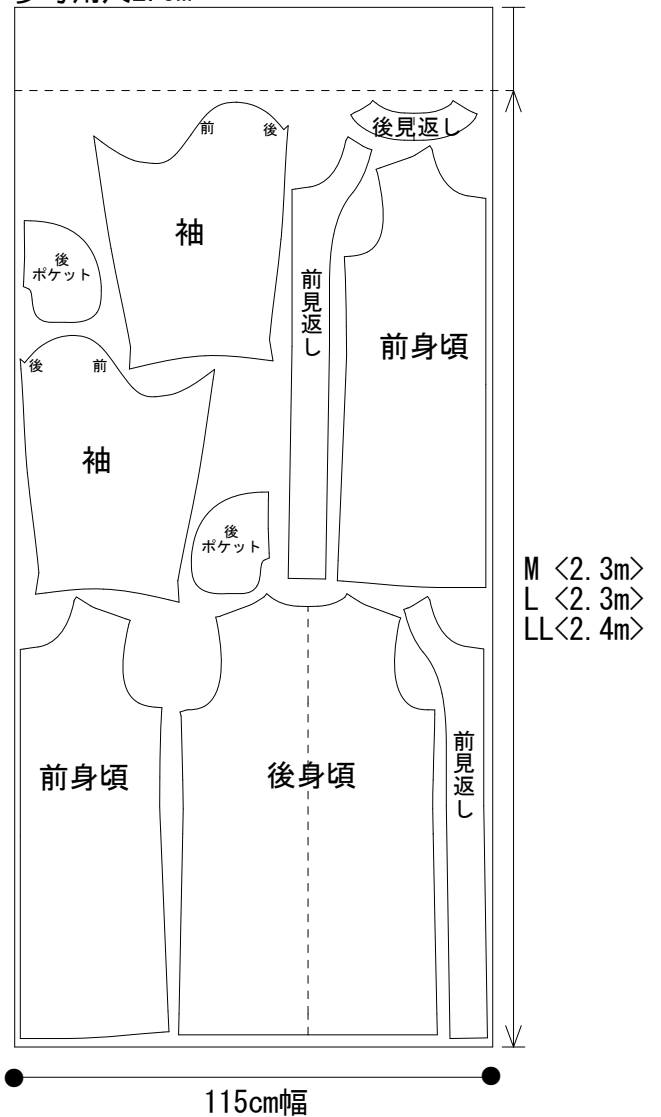 前 後
後見返し
袖
後
ポケット
前見返し
前身頃
後 前
袖
後
ポケット
M <2.3m>
L <2.3m>
LL<2.4m>
前身頃
後身頃
前見返し
115cm幅